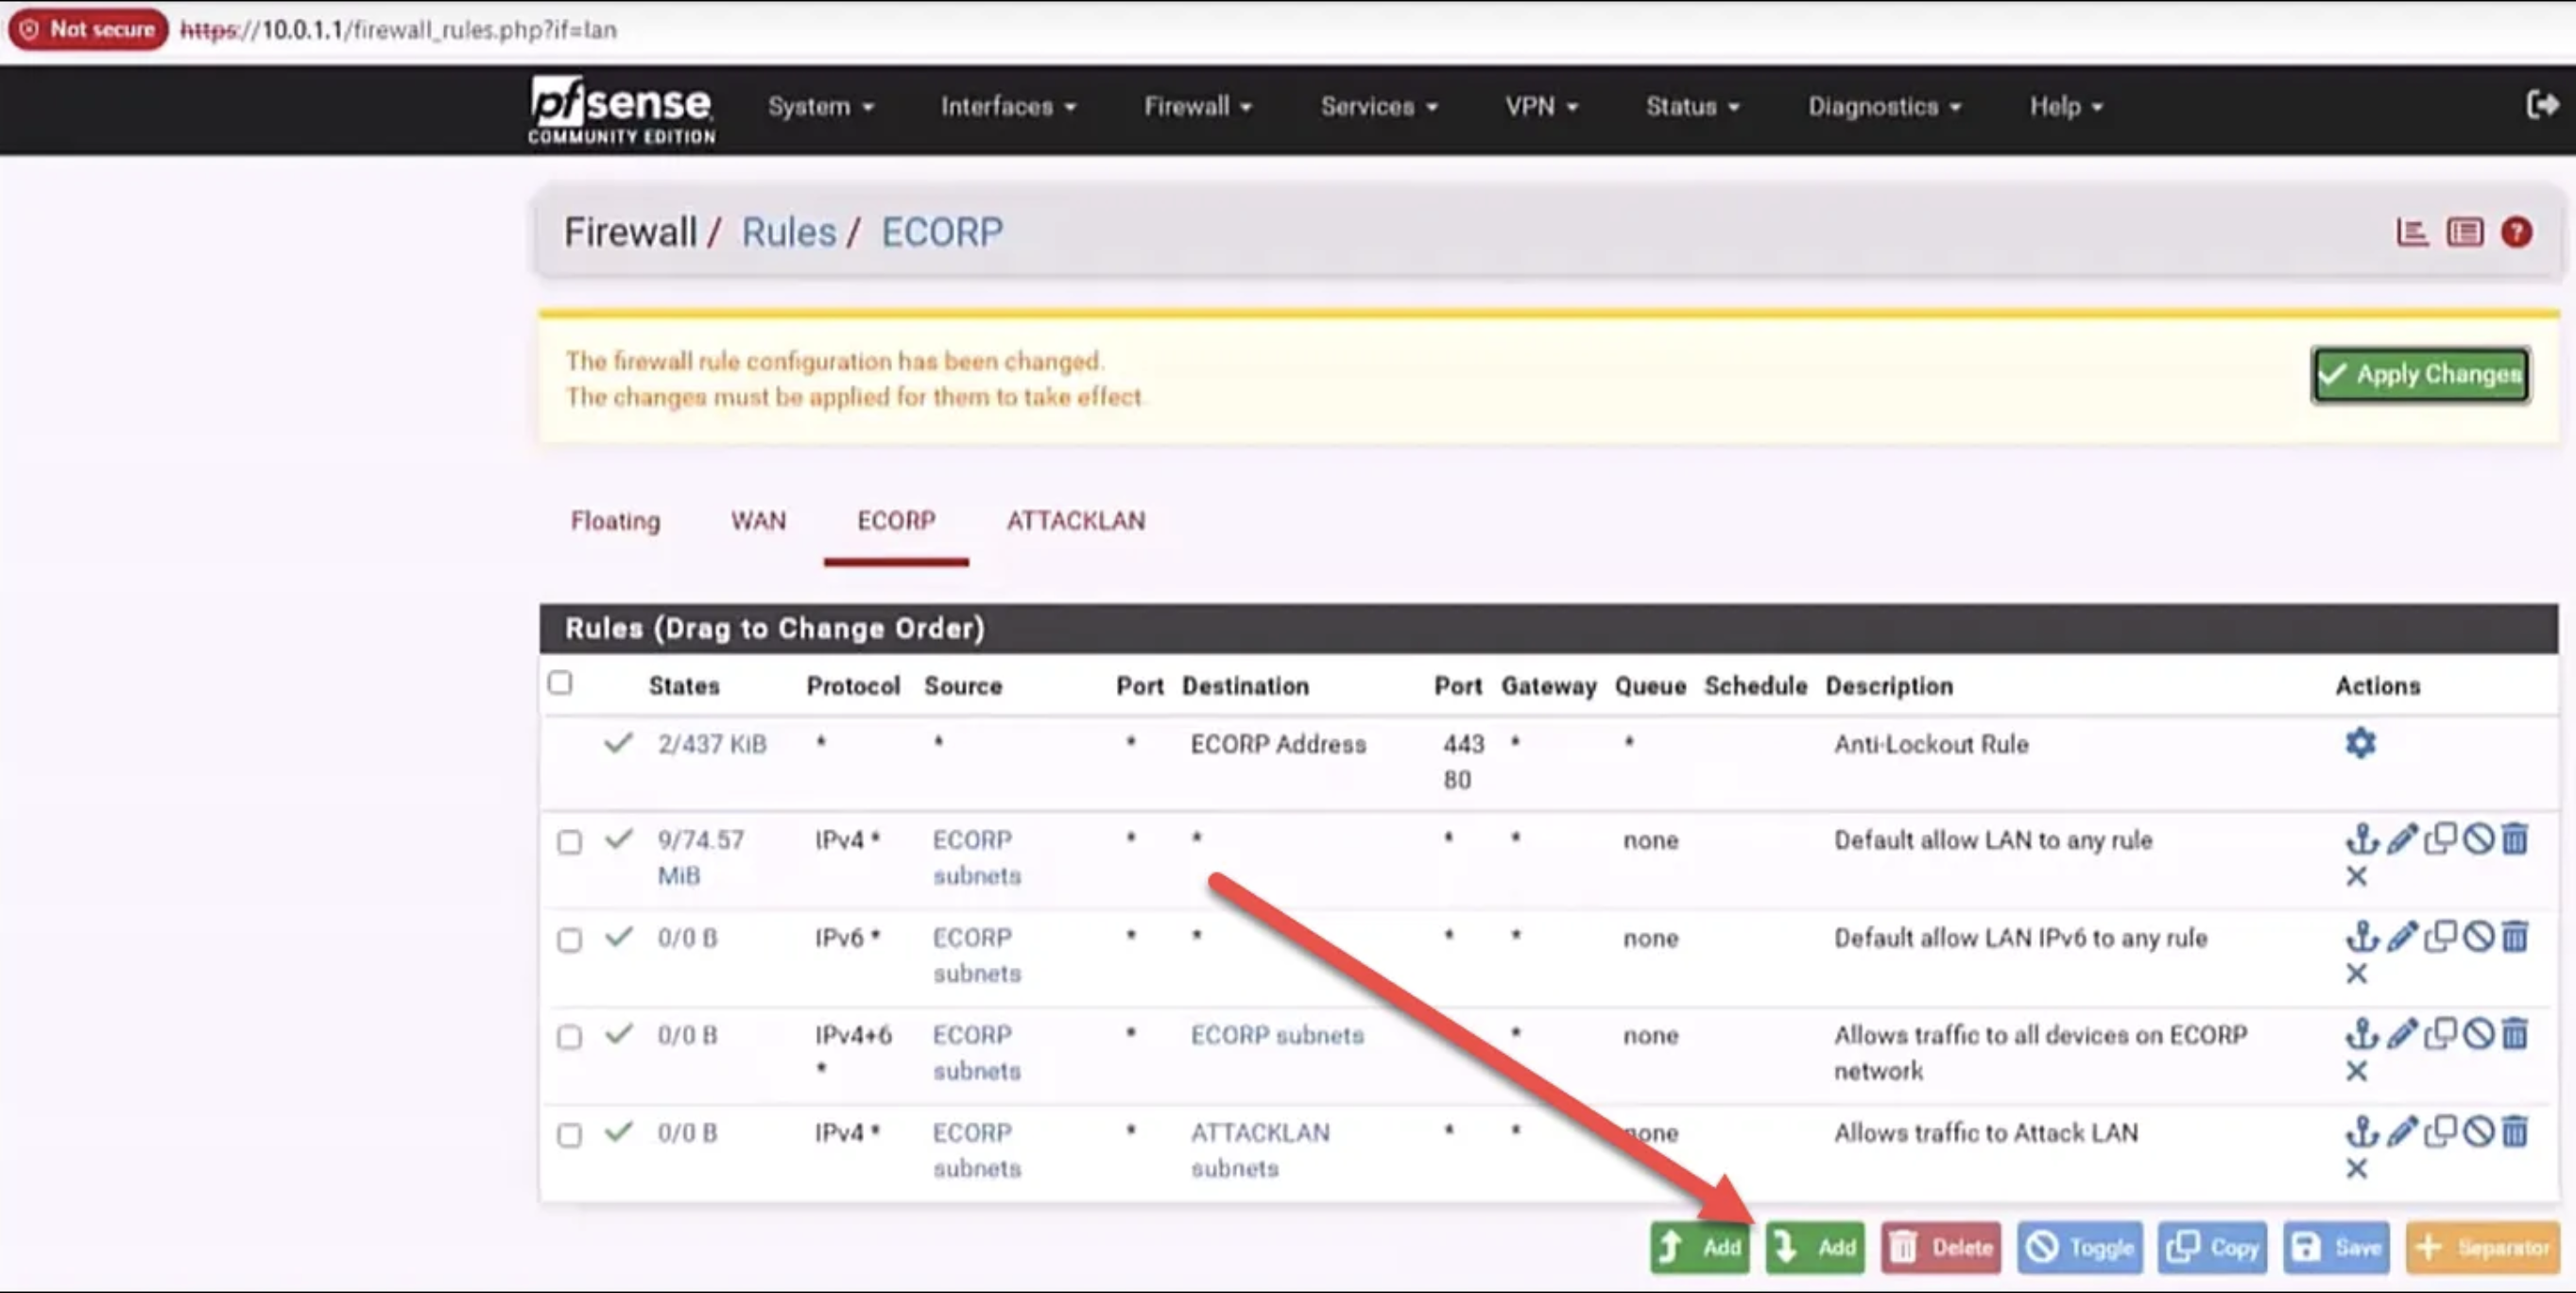 Not secure https://10.0.1.1/firewall_rules.php?if=lan
pfsense COMMUNITY EDITION System Interfaces Firewall Services VPN Status Diagnostics Help
Firewall / Rules / ECORP
The firewall rule configuration has been changed.
The changes must be applied for them to take effect.
Apply Changes
Floating WAN ECORP ATTACKLAN
Rules (Drag to Change Order)
States Protocol Source Port Destination Port Gateway Queue Schedule Description Actions
2/437 KiB * * * ECORP Address 443 * * Anti-Lockout Rule
80
9/74.57 IPv4 * ECORP * * * * none Default allow LAN to any rule
MiB subnets
0/0 B IPv6 * ECORP * * * * none Default allow LAN IPv6 to any rule
subnets
0/0 B IPv4+6 ECORP * ECORP subnets * none Allows traffic to all devices on ECORP
* subnets network
0/0 B IPv4 * ECORP * ATTACKLAN * * none Allows traffic to Attack LAN
subnets subnets
Add Add Delete Toggle Copy Save Separator